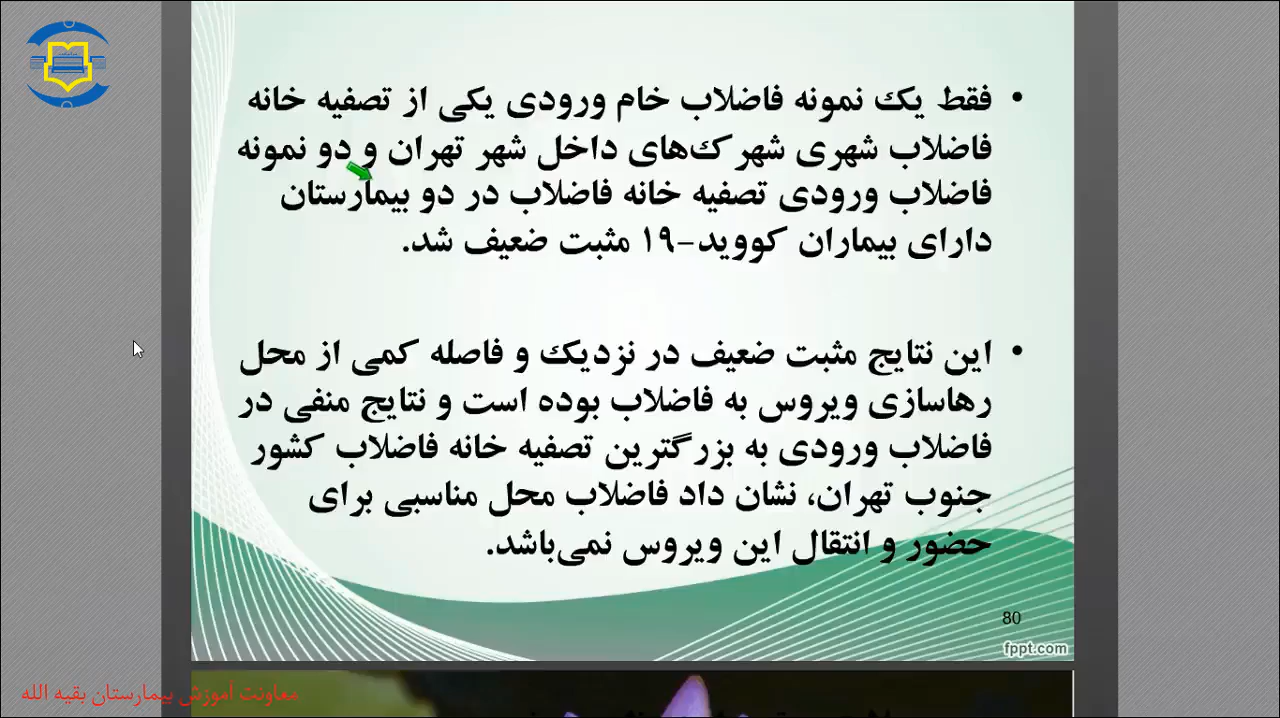 • فقط یک نمونه فاضلاب خام ورودی یکی از تصفیه خانه
فاضلاب شهری شهرک‌های داخل شهر تهران و دو نمونه
فاضلاب ورودی تصفیه خانه فاضلاب در دو بیمارستان
دارای بیماران کووید-۱۹ مثبت ضعیف شد.
• این نتایج مثبت ضعیف در نزدیک و فاصله کمی از محل
رهاسازی ویروس به فاضلاب بوده است و نتایج منفی در
فاضلاب ورودی به بزرگترین تصفیه خانه فاضلاب کشور
جنوب تهران، نشان داد فاضلاب محل مناسبی برای
حضور و انتقال این ویروس نمی‌باشد.
80
fppt.com
معاونت آموزش بیمارستان بقیه الله